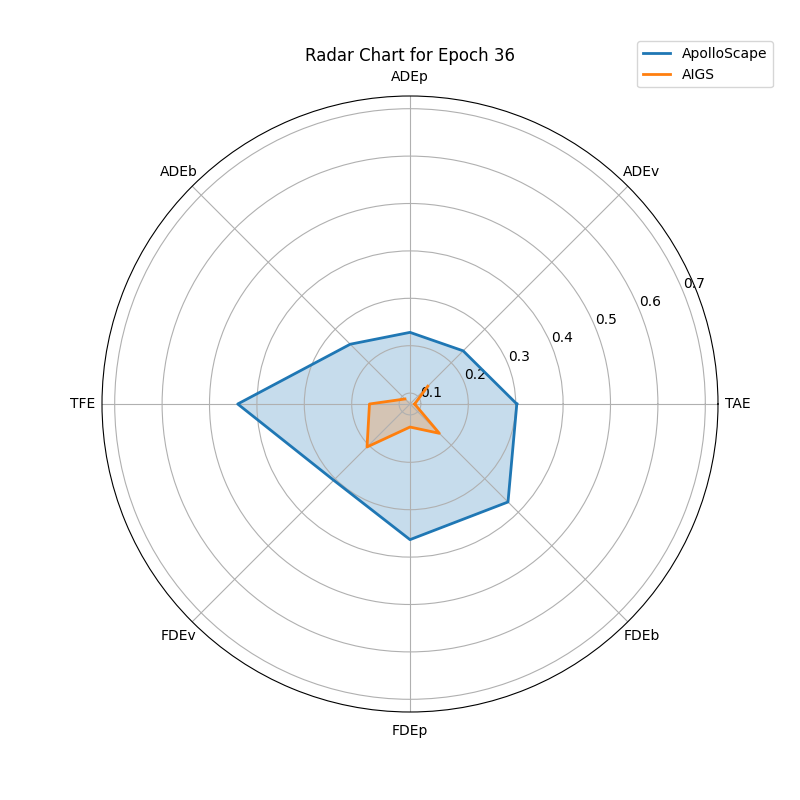 Radar Chart for Epoch 36
ApolloScape
AIGS
ADEp
ADEb
ADEv
0.7
0.6
0.5
0.4
0.3
0.2
0.1
TFE
TAE
FDEv
FDEb
FDEp